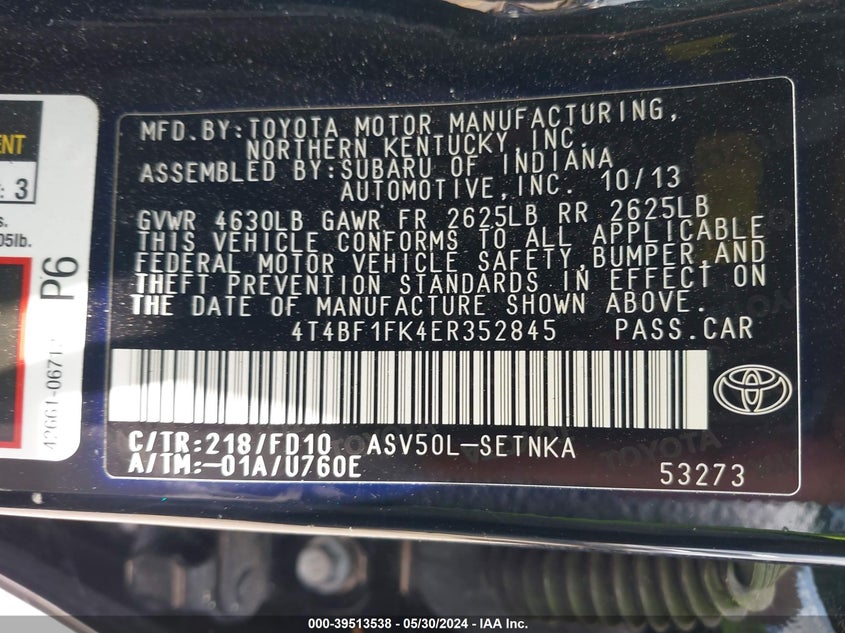 MFD.BY:TOYOTA MOTOR MANUFACTURING,
NORTHERN KENTUCKY,INC.
ASSEMBLED BY:SUBARU OF INDIANA
AUTOMOTIVE,INC. 10/13
GVWR 4630LB GAWR FR 2625LB RR 2625LB
THIS VEHICLE CONFORMS TO ALL APPLICABLE
FEDERAL MOTOR VEHICLE SAFETY,BUMPER AND
THEFT PREVENTION STANDARDS IN EFFECT ON
THE DATE OF MANUFACTURE SHOWN ABOVE.
4T4BF1FK4ER352845 PASS.CAR
C/TR:218/FD10 ASV50L-SETNKA
A/TM:-01A/U760E
53273
3
P6
000-39513538 - 05/30/2024 - IAA Inc.